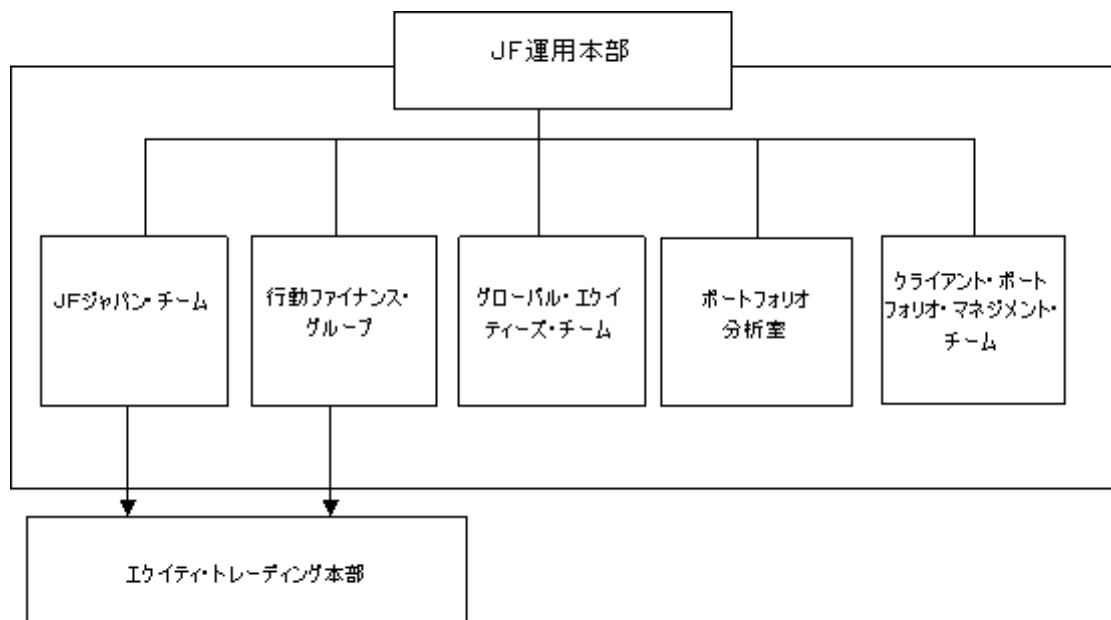 JF運用本部
JFジャパン・チーム
行動ファイナンス・
グループ
グローバル・エクイ
ティーズ・チーム
ポートフォリオ
分析室
クライアント・ポート
フォリオ・マネジメント・
チーム
エクイティ・トレーディング本部